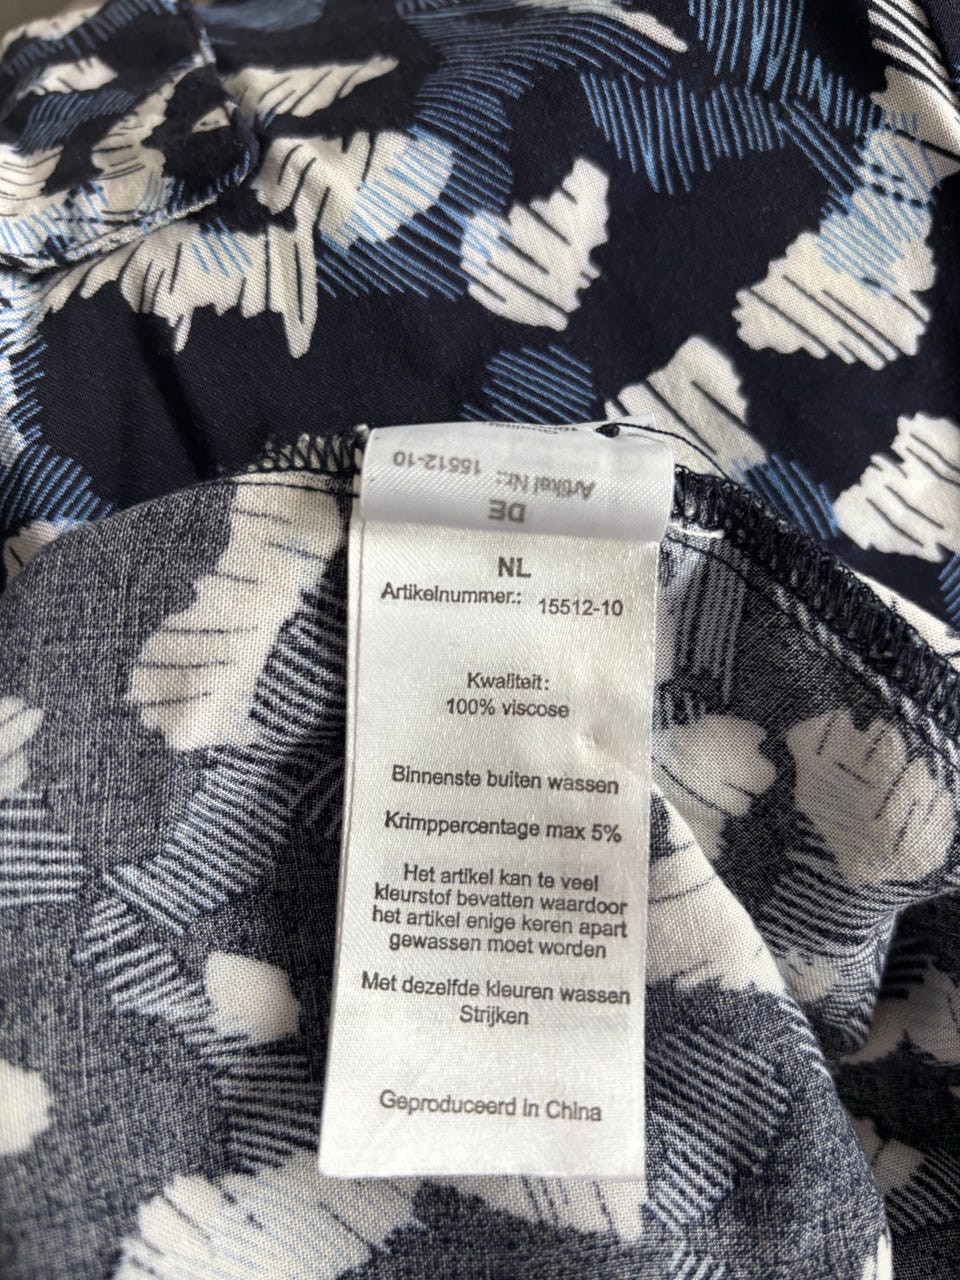 Artikel Nr.: 15512-10
DE
NL
Artikelnummer.: 15512-10
Kwaliteit:
100% viscose
Binnenste buiten wassen
Krimppercentage max 5%
Het artikel kan te veel
kleurstof bevatten waardoor
het artikel enige keren apart
gewassen moet worden
Met dezelfde kleuren wassen
Strijken
Geproduceerd in China